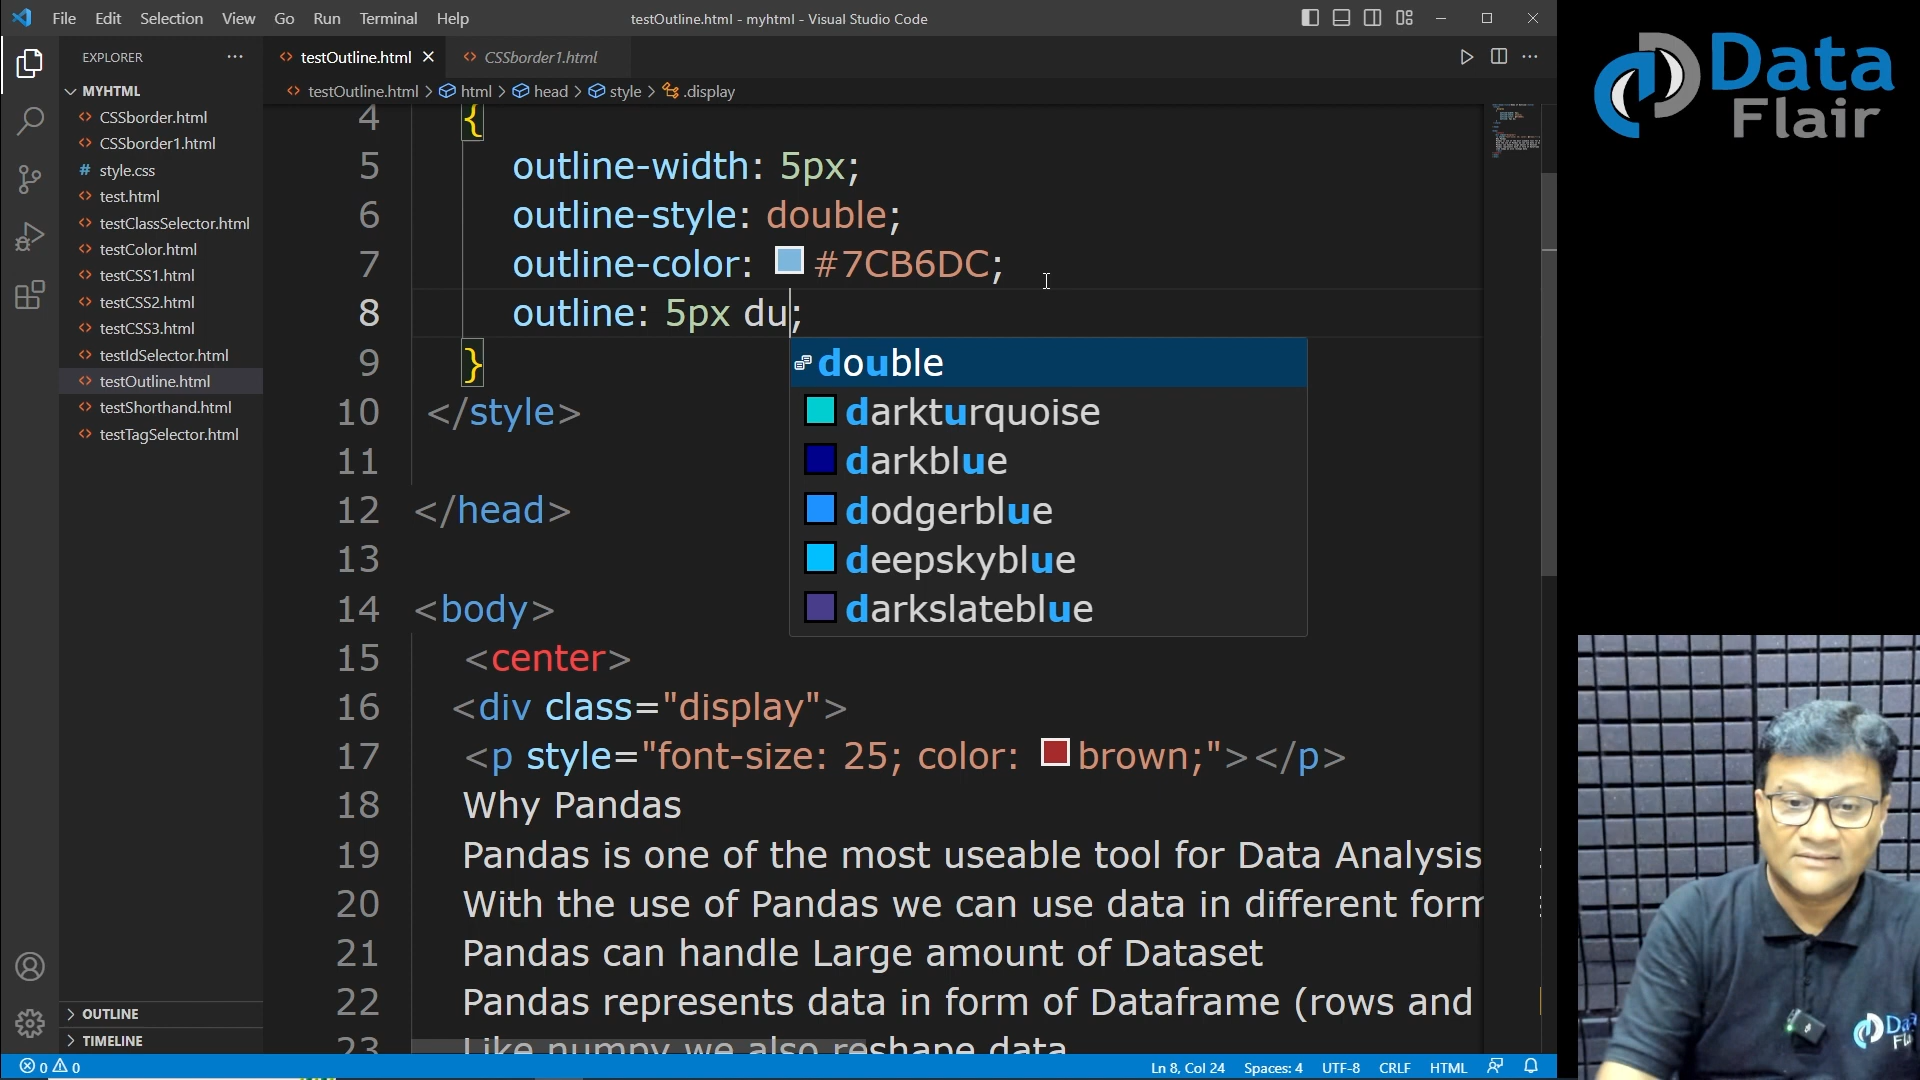 File Edit Selection View Go Run Terminal Help
testOutline.html - myhtml - Visual Studio Code
EXPLORER
testOutline.html
CSSborder1.html
testOutline.html > html > head > style > .display
MYHTML
CSSborder.html
CSSborder1.html
# style.css
test.html
testClassSelector.html
testColor.html
testCSS1.html
testCSS2.html
testCSS3.html
testIdSelector.html
testOutline.html
testShorthand.html
testTagSelector.html
OUTLINE
TIMELINE
4 {
5 outline-width: 5px;
6 outline-style: double;
7 outline-color: #7CB6DC;
8 outline: 5px du;
9 }
10 </style>
11
12 </head>
13
14 <body>
15 <center>
16 <div class="display">
17 <p style="font-size: 25; color: brown;"></p>
18 Why Pandas
19 Pandas is one of the most useable tool for Data Analysis
20 With the use of Pandas we can use data in different form
21 Pandas can handle Large amount of Dataset
22 Pandas represents data in form of Dataframe (rows and
23 Like numpy we also reshape data
double
darkturquoise
darkblue
dodgerblue
deepskyblue
darkslateblue
0 0
Ln 8, Col 24 Spaces: 4 UTF-8 CRLF HTML
Data
Flair